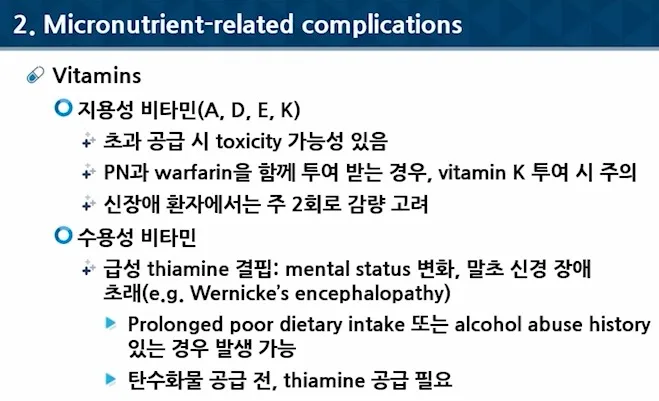 2. Micronutrient-related complications
Vitamins
지용성 비타민(A, D, E, K)
초과 공급 시 toxicity 가능성 있음
PN과 warfarin을 함께 투여 받는 경우, vitamin K 투여 시 주의
신장애 환자에서는 주 2회로 감량 고려
수용성 비타민
급성 thiamine 결핍: mental status 변화, 말초 신경 장애
초래(e.g. Wernicke's encephalopathy)
Prolonged poor dietary intake 또는 alcohol abuse history
있는 경우 발생 가능
탄수화물 공급 전, thiamine 공급 필요